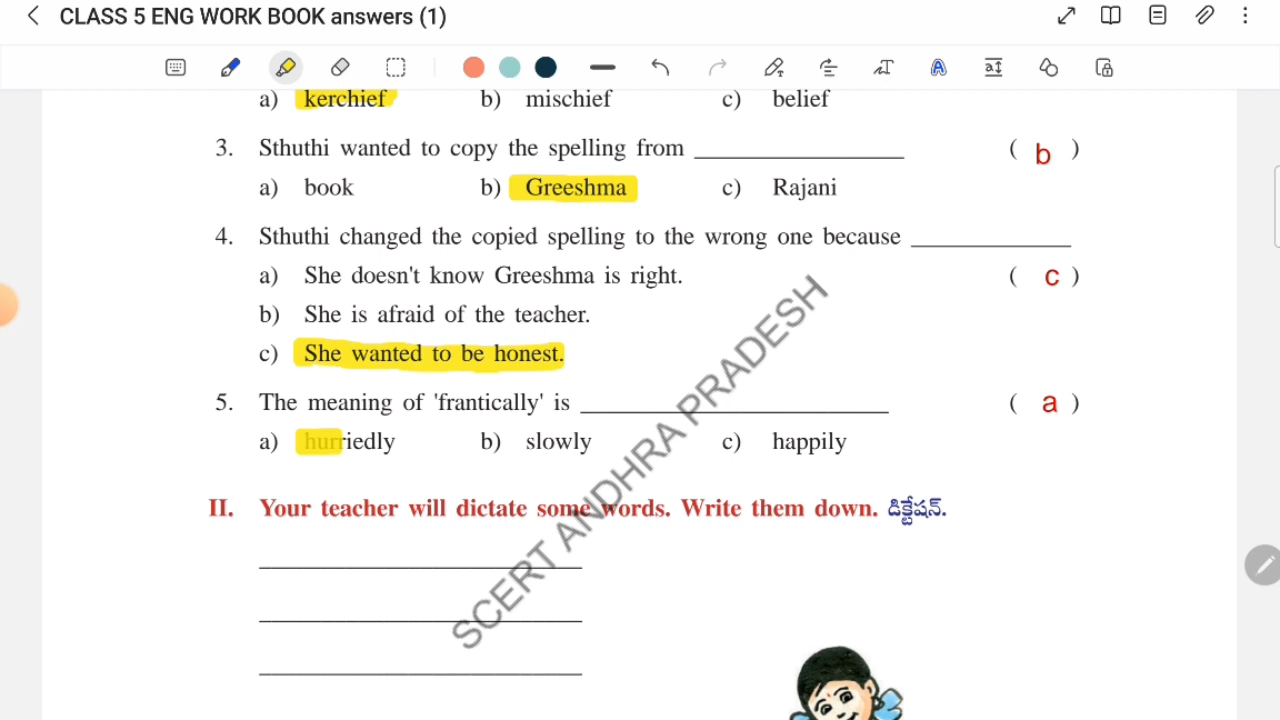 CLASS 5 ENG WORK BOOK answers (1)
a) kerchief b) mischief c) belief
3. Sthuthi wanted to copy the spelling from ________________ ( b )
a) book b) Greeshma c) Rajani
4. Sthuthi changed the copied spelling to the wrong one because ____________
a) She doesn't know Greeshma is right. ( c )
b) She is afraid of the teacher.
c) She wanted to be honest.
5. The meaning of 'frantically' is ________________________ ( a )
a) hurriedly b) slowly c) happily
II. Your teacher will dictate some words. Write them down. డిక్టేషన్.
SCERT ANDHRA PRADESH